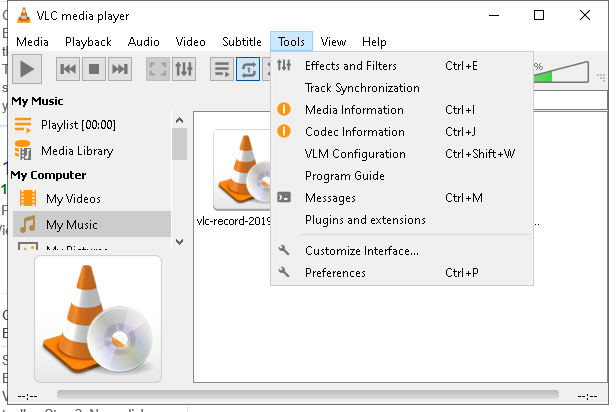 VLC media player
Media Playback Audio Video Subtitle Tools View Help
%
My Music
Playlist [00:00]
Media Library
My Computer
My Videos
My Music
My Pictures
Effects and Filters Ctrl+E
Track Synchronization
Media Information Ctrl+I
Codec Information Ctrl+J
VLM Configuration Ctrl+Shift+W
Program Guide
Messages Ctrl+M
Plugins and extensions
Customize Interface...
Preferences Ctrl+P
vlc-record-2019
...
--:-- --:--